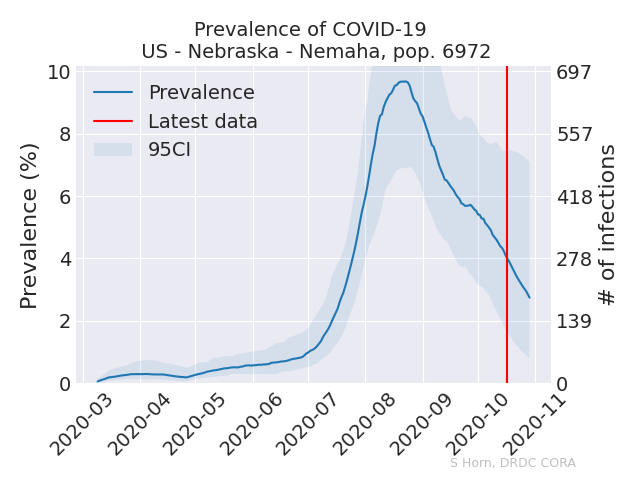 Prevalence of COVID-19
US - Nebraska - Nemaha, pop. 6972
Prevalence
Latest data
95CI
Prevalence (%)
10
8
6
4
2
0
697
557
418
278
139
0
# of infections
2020-03
2020-04
2020-05
2020-06
2020-07
2020-08
2020-09
2020-10
2020-11
S Horn, DRDC CORA